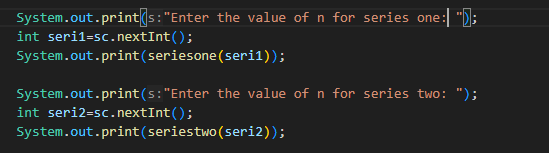 System.out.print(s:"Enter the value of n for series one: ");
int seri1=sc.nextInt();
System.out.print(seriesone(seri1));

System.out.print(s:"Enter the value of n for series two: ");
int seri2=sc.nextInt();
System.out.print(seriestwo(seri2));